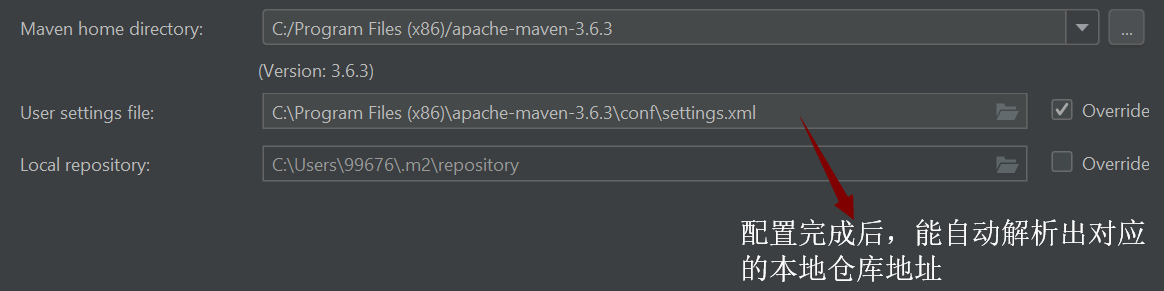 Maven home directory: C:/Program Files (x86)/apache-maven-3.6.3 ...
(Version: 3.6.3)
User settings file: C:\Program Files (x86)\apache-maven-3.6.3\conf\settings.xml Override
Local repository: C:\Users\99676\.m2\repository Override
配置完成后，能自动解析出对应
的本地仓库地址